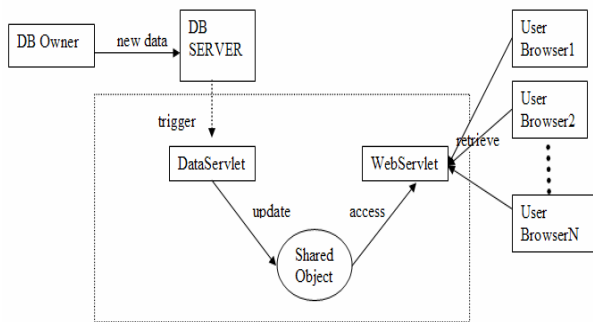 DB Owner
new data
DB
SERVER
User
Browser1
User
Browser2
trigger
retrieve
DataServlet
WebServlet
update
access
User
BrowserN
Shared
Object